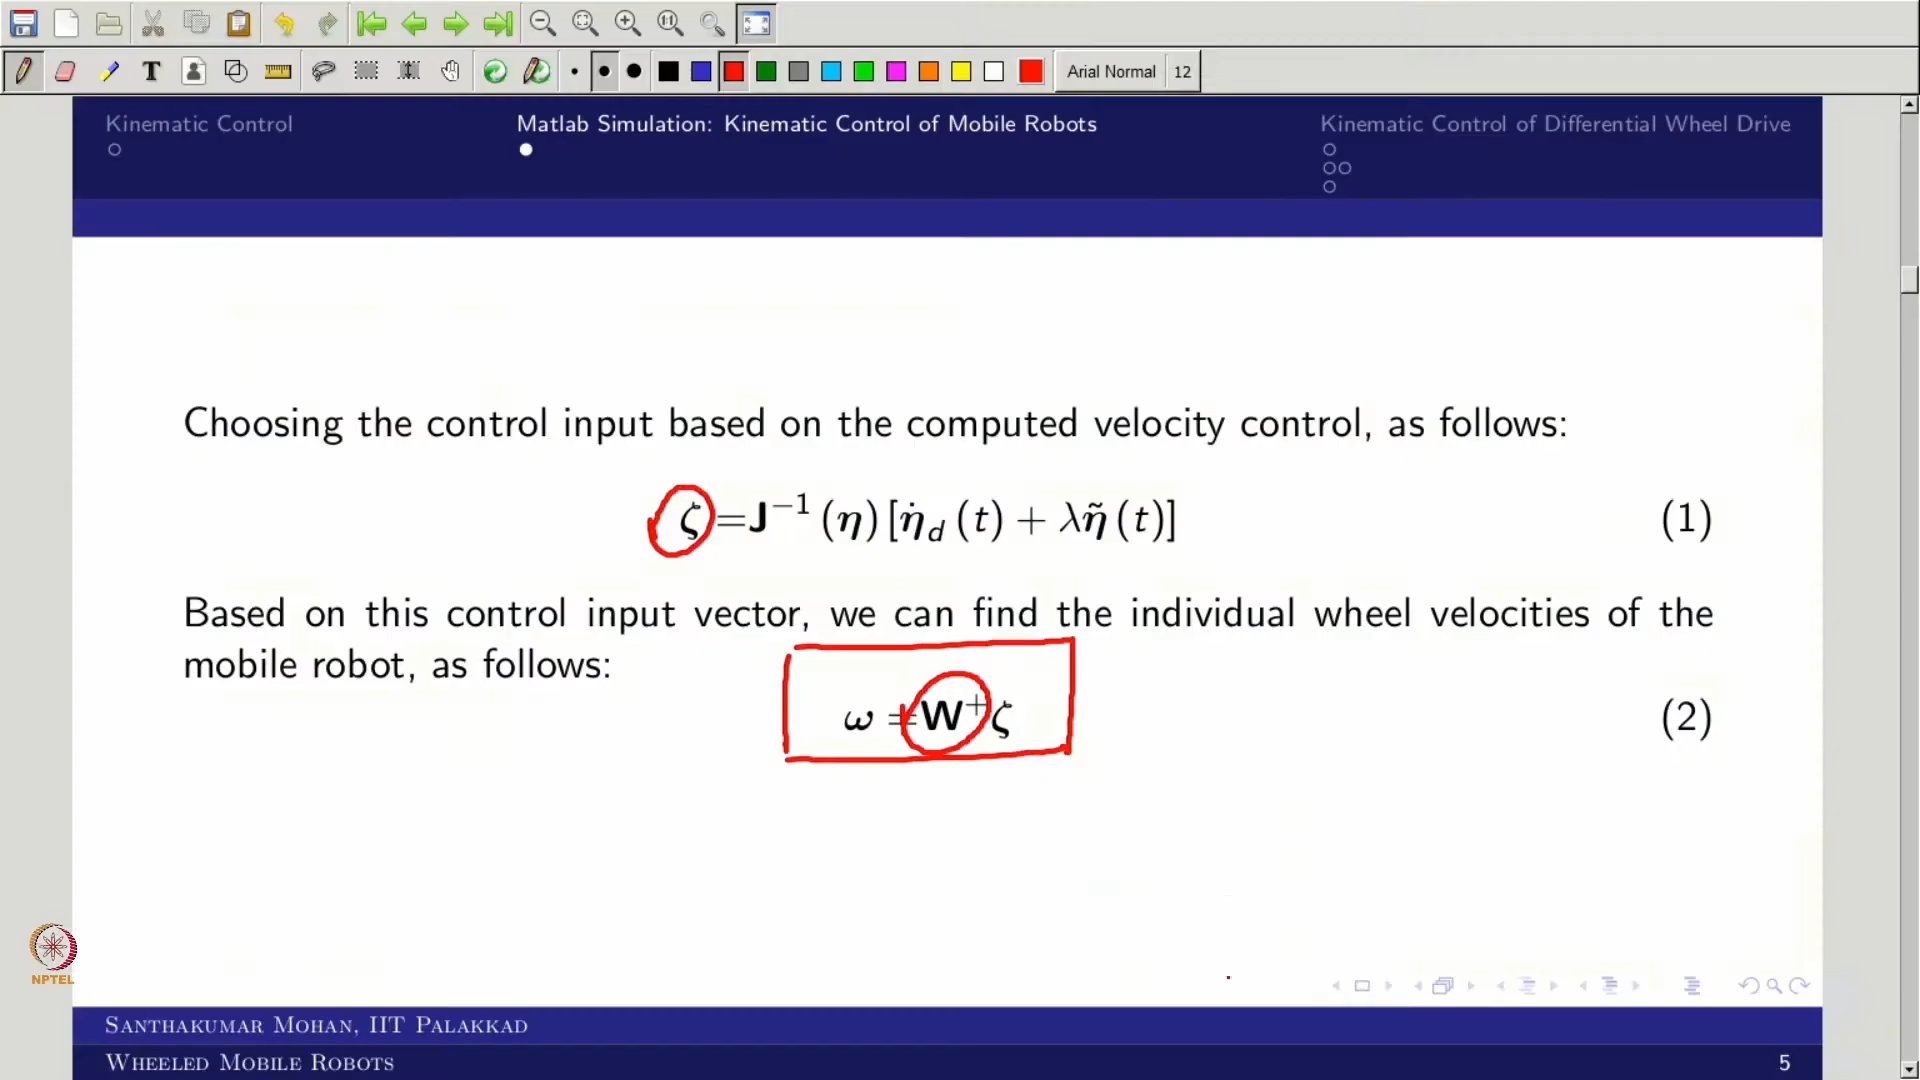 Arial Normal 12
Kinematic Control
Matlab Simulation: Kinematic Control of Mobile Robots
Kinematic Control of Differential Wheel Drive
Choosing the control input based on the computed velocity control, as follows:
ζ=J⁻¹ (η) [η̇_d (t) + λη̃ (t)] (1)
Based on this control input vector, we can find the individual wheel velocities of the
mobile robot, as follows:
ω =W⁺ζ (2)
NPTEL
Santhakumar Mohan, IIT Palakkad
Wheeled Mobile Robots 5